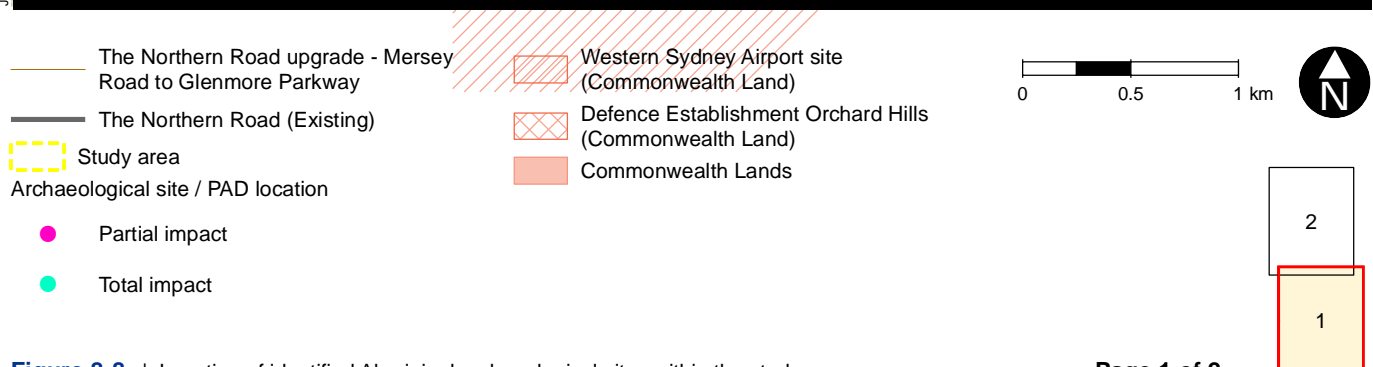 The Northern Road upgrade - Mersey
Road to Glenmore Parkway
The Northern Road (Existing)
Study area
Archaeological site / PAD location
Partial impact
Total impact
Western Sydney Airport site
(Commonwealth Land)
Defence Establishment Orchard Hills
(Commonwealth Land)
Commonwealth Lands
0 0.5 1 km
N
2
1